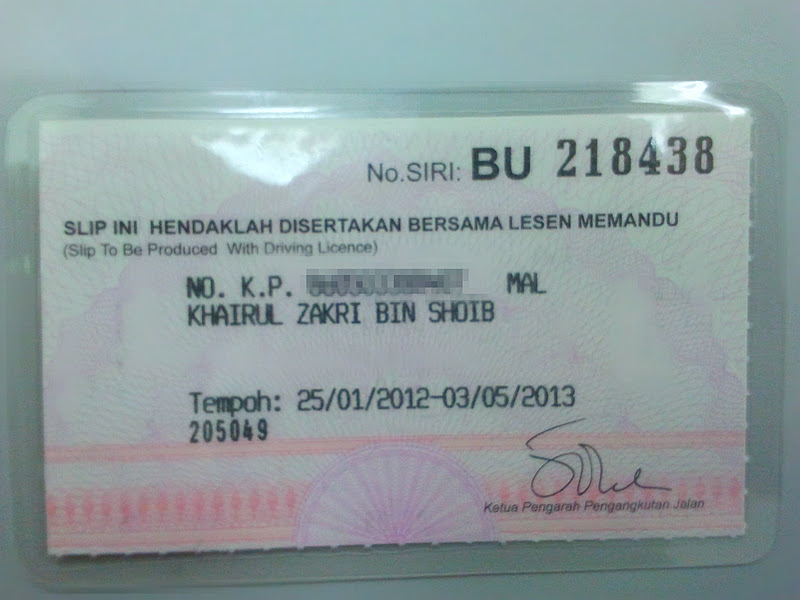 No.SIRI: BU 218438
SLIP INI HENDAKLAH DISERTAKAN BERSAMA LESEN MEMANDU
(Slip To Be Produced With Driving Licence)
NO. K.P. MAL
KHAIRUL ZAKRI BIN SHOIB
Tempoh: 25/01/2012-03/05/2013
205049
Ketua Pengarah Pengangkutan Jalan